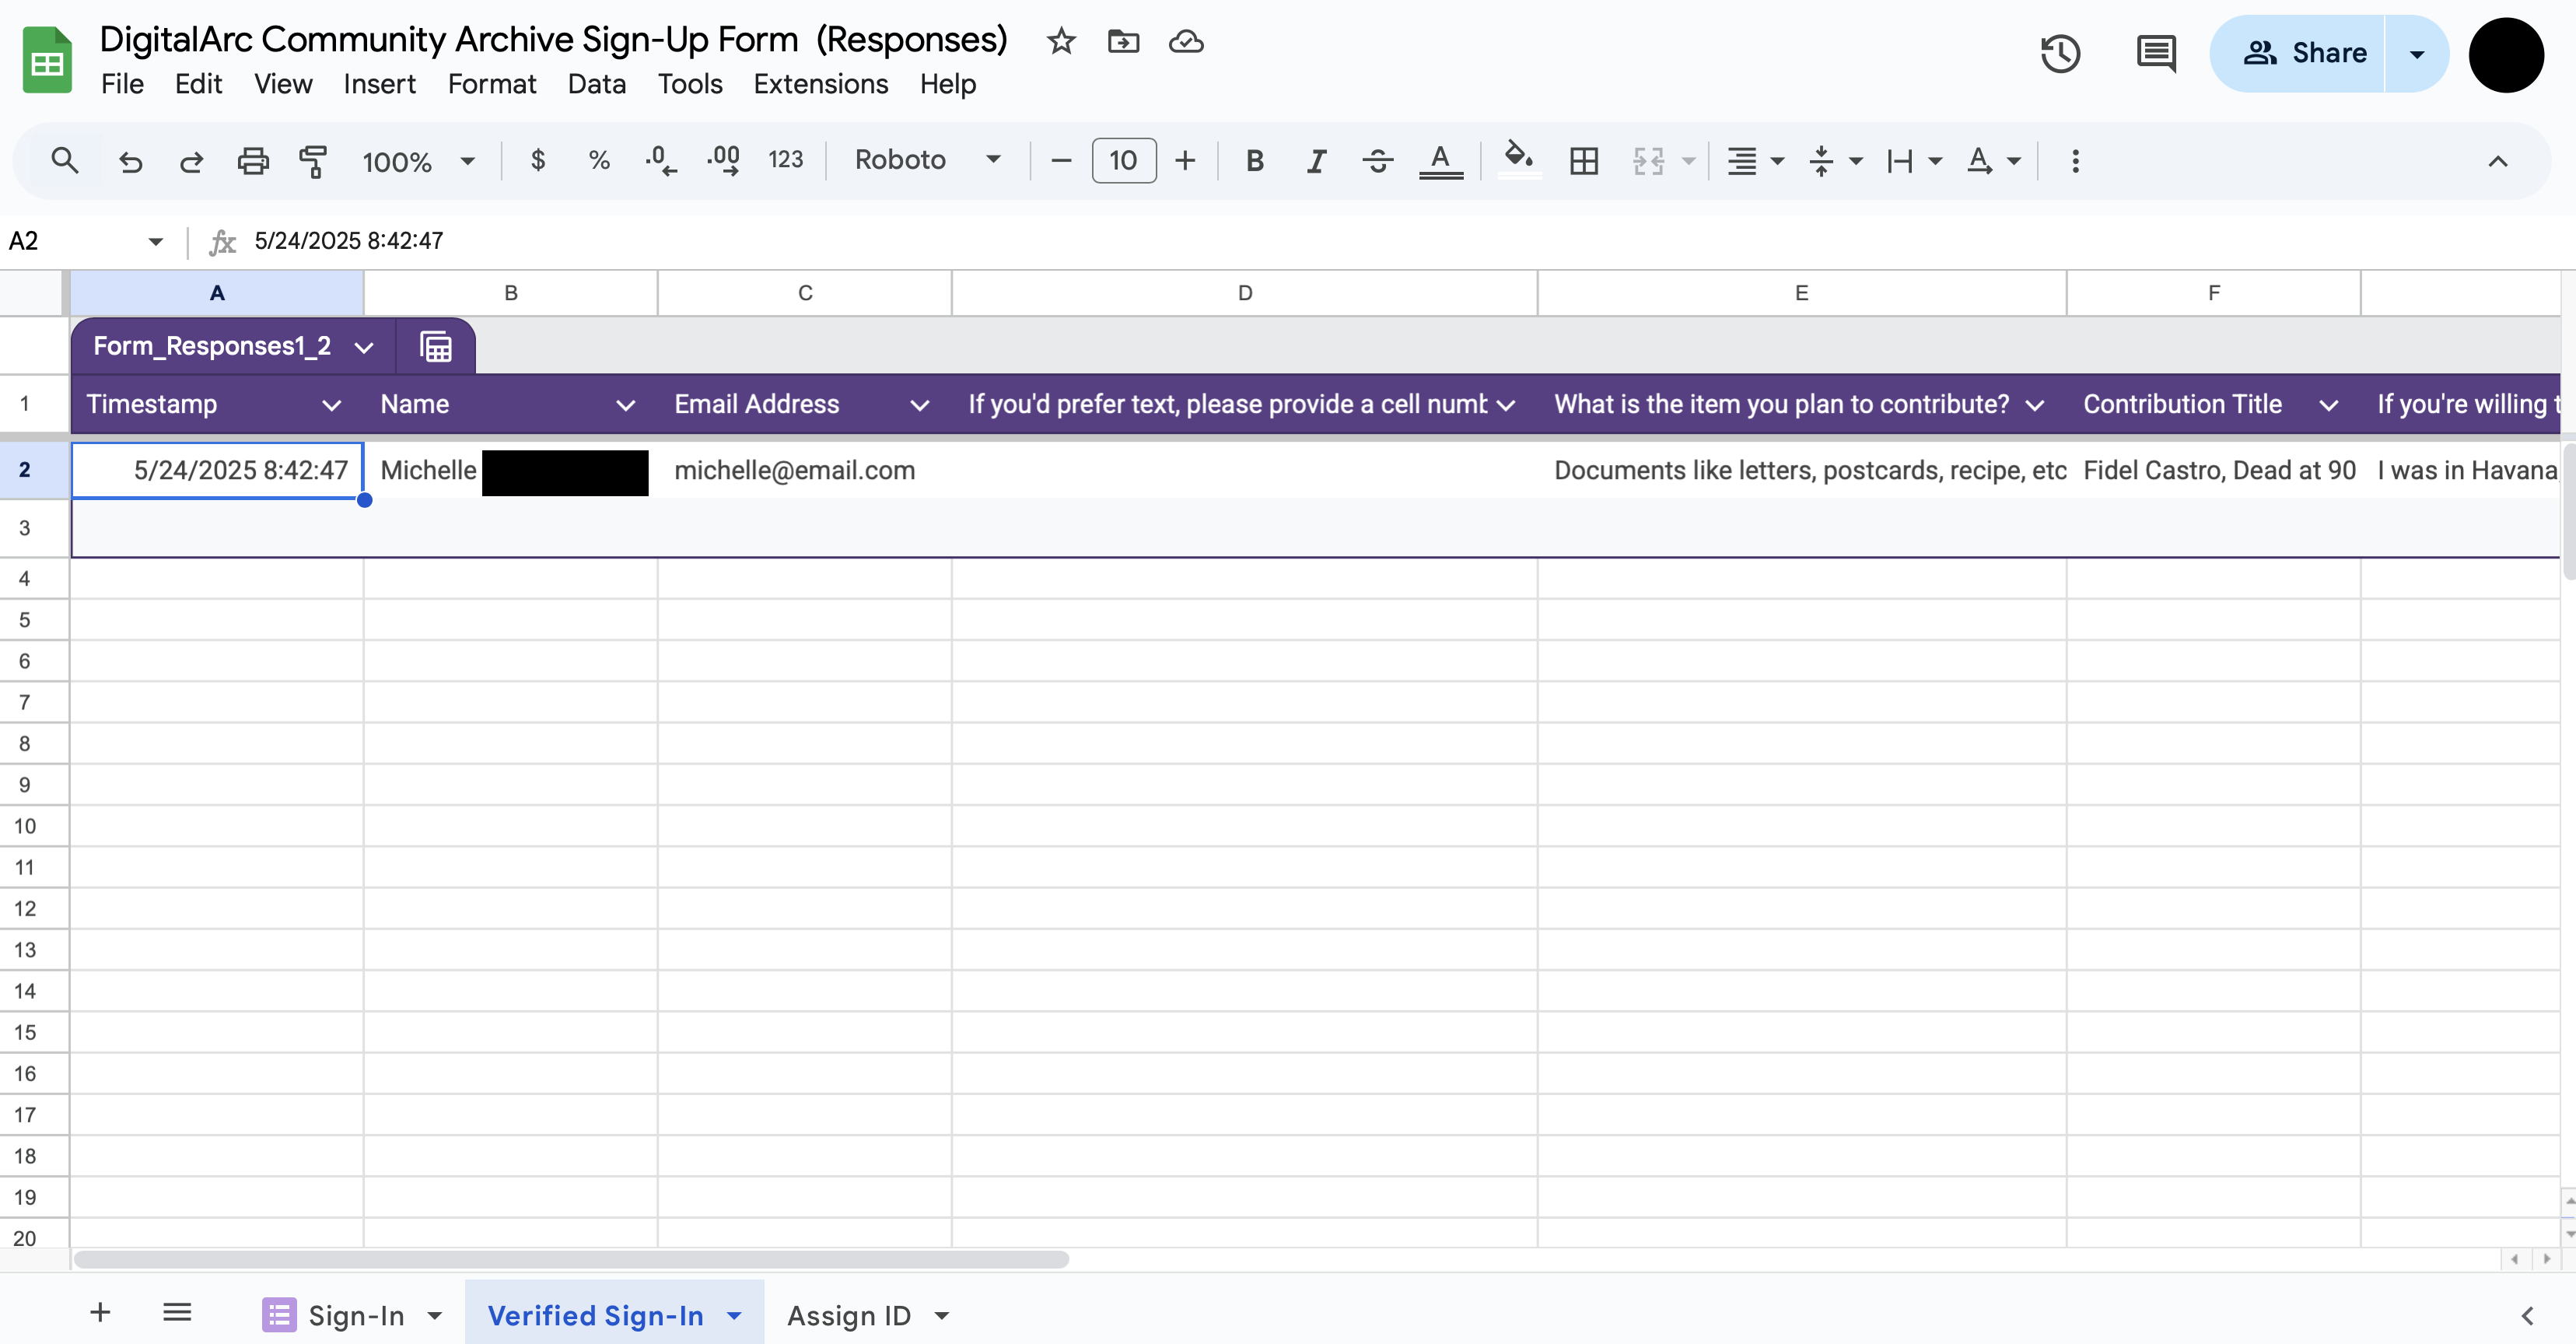 DigitalArc Community Archive Sign-Up Form (Responses)
File Edit View Insert Format Data Tools Extensions Help
Share
100% $ % .0 .00 123 Roboto 10 B I S A A
A2 fx 5/24/2025 8:42:47
A B C D E F
Form_Responses1_2
1 Timestamp Name Email Address If you'd prefer text, please provide a cell numb What is the item you plan to contribute? Contribution Title If you're willing t
2 5/24/2025 8:42:47 Michelle michelle@email.com Documents like letters, postcards, recipe, etc Fidel Castro, Dead at 90 I was in Havana,
3
4
5
6
7
8
9
10
11
12
13
14
15
16
17
18
19
20
Sign-In Verified Sign-In Assign ID